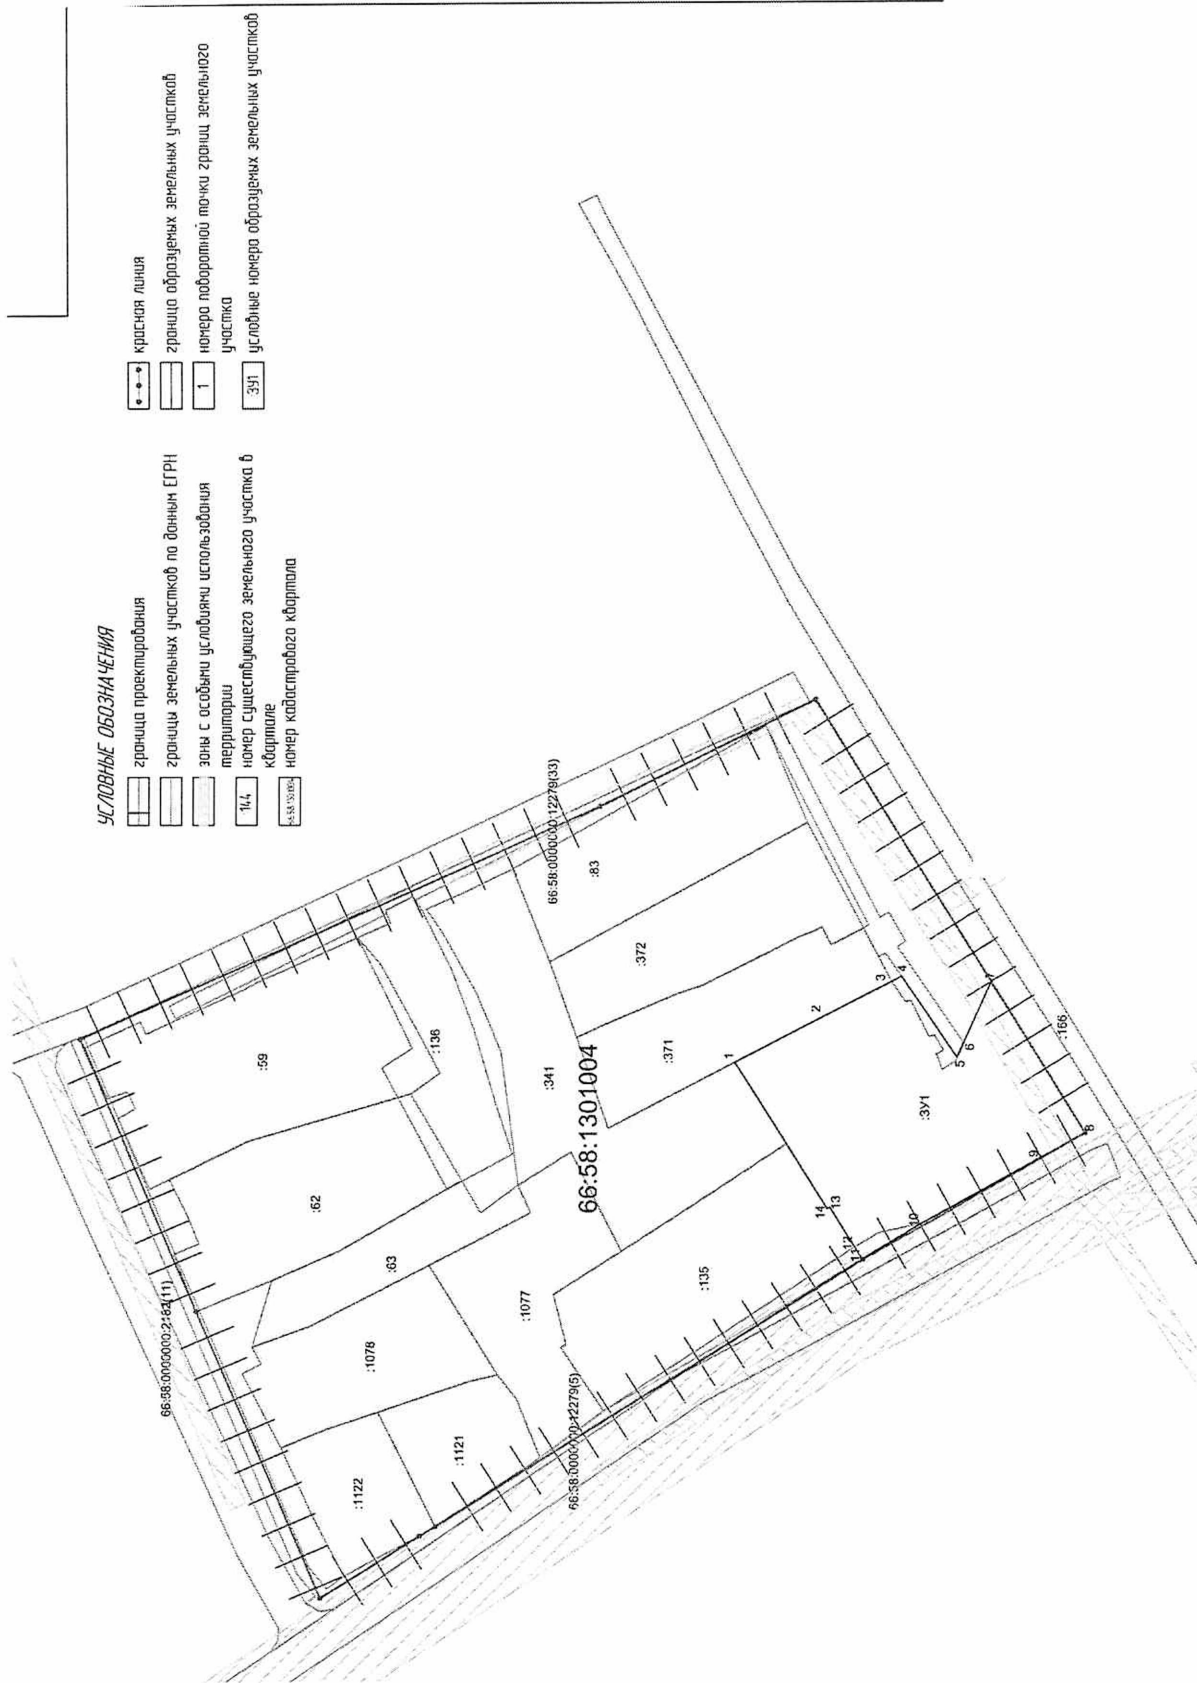 УСЛОВНЫЕ ОБОЗНАЧЕНИЯ
граница проектирования
границы земельных участков по данным ЕГРН
зоны с особыми условиями использования
территории
144
номер существующего земельного участка в
квартале
номер кадастрового квартала
красная линия
граница образуемых земельных участков
1
номера поворотной точки границ земельного
участка
ЗУ1
условные номера образуемых земельных участков
66:58:0000000:2182(11)
:59
:62
:136
:63
:1078
:1122
:1121
:341
66:58:1301004
:1077
66:58:0000000:12279(33)
:83
:372
:371
:135
66:58:0000000:12279(5)
:ЗУ1
:166
1
2
3
4
5
6
7
8
9
10
11
12
13
14